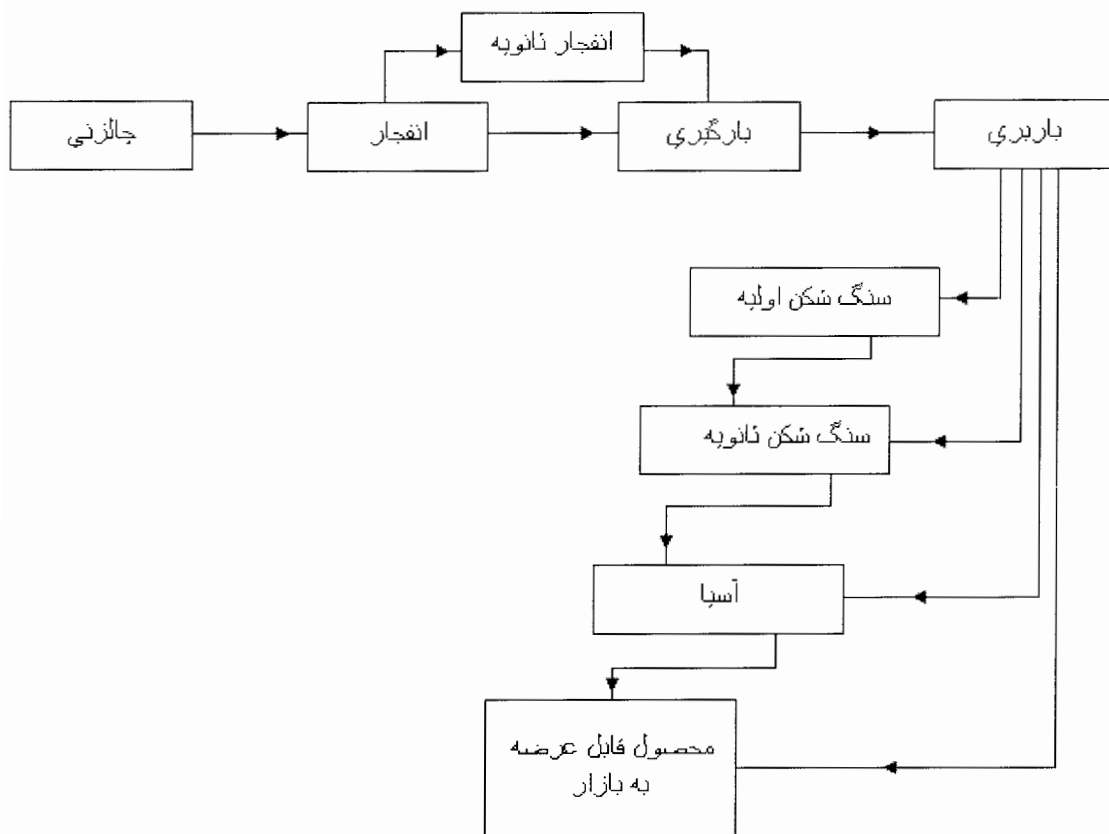 انفجار ثانویه
چالزنی
انفجار
بارگیری
باربری
سنگ شکن اولیه
سنگ شکن ثانویه
آسیا
محصول قابل عرضه
به بازار